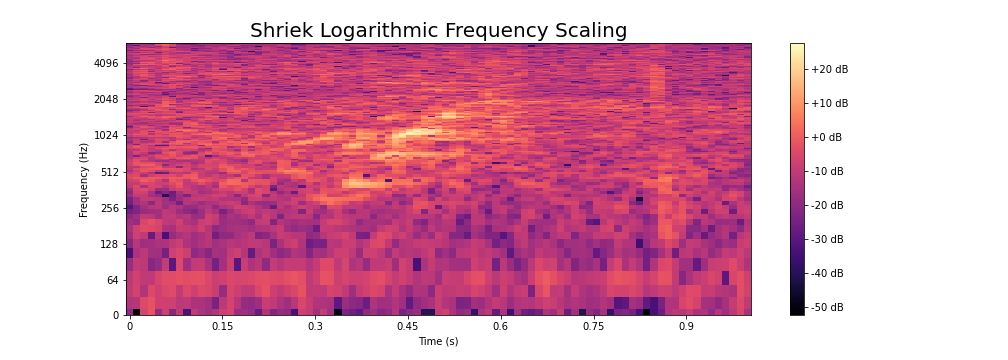 Shriek Logarithmic Frequency Scaling
4096
2048
1024
512
256
128
64
0
Frequency (Hz)
0
0.15
0.3
0.45
0.6
0.75
0.9
Time (s)
+20 dB
+10 dB
+0 dB
-10 dB
-20 dB
-30 dB
-40 dB
-50 dB